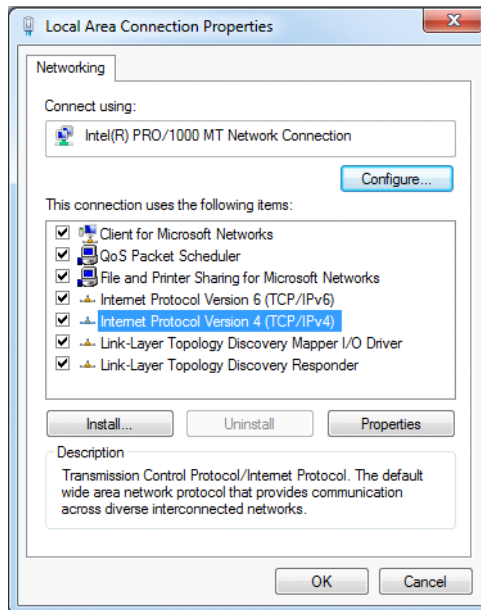 Local Area Connection Properties
Networking
Connect using:
Intel(R) PRO/1000 MT Network Connection
Configure...
This connection uses the following items:
Client for Microsoft Networks
QoS Packet Scheduler
File and Printer Sharing for Microsoft Networks
Internet Protocol Version 6 (TCP/IPv6)
Internet Protocol Version 4 (TCP/IPv4)
Link-Layer Topology Discovery Mapper I/O Driver
Link-Layer Topology Discovery Responder
Install...
Uninstall
Properties
Description
Transmission Control Protocol/Internet Protocol. The default
wide area network protocol that provides communication
across diverse interconnected networks.
OK
Cancel